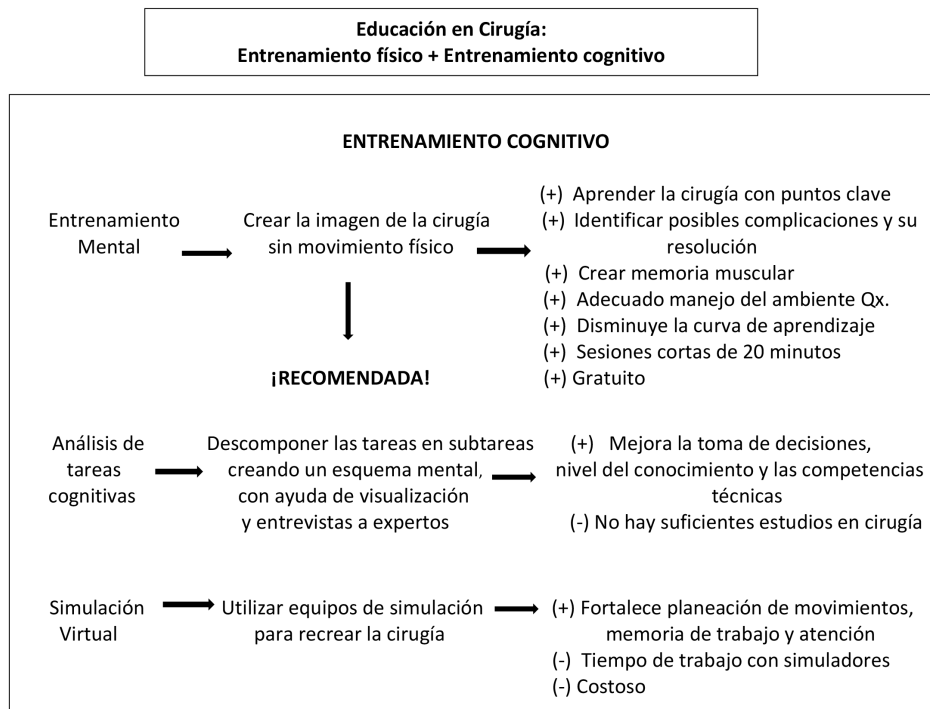 Educación en Cirugía:
Entrenamiento físico + Entrenamiento cognitivo
ENTRENAMIENTO COGNITIVO
Entrenamiento
Mental
Crear la imagen de la cirugía
sin movimiento físico
¡RECOMENDADA!
(+) Aprender la cirugía con puntos clave
(+) Identificar posibles complicaciones y su
resolución
(+) Crear memoria muscular
(+) Adecuado manejo del ambiente Qx.
(+) Disminuye la curva de aprendizaje
(+) Sesiones cortas de 20 minutos
(+) Gratuito
Análisis de
tareas
cognitivas
Descomponer las tareas en subtareas
creando un esquema mental,
con ayuda de visualización
y entrevistas a expertos
(+) Mejora la toma de decisiones,
nivel del conocimiento y las competencias
técnicas
(-) No hay suficientes estudios en cirugía
Simulación
Virtual
Utilizar equipos de simulación
para recrear la cirugía
(+) Fortalece planeación de movimientos,
memoria de trabajo y atención
(-) Tiempo de trabajo con simuladores
(-) Costoso